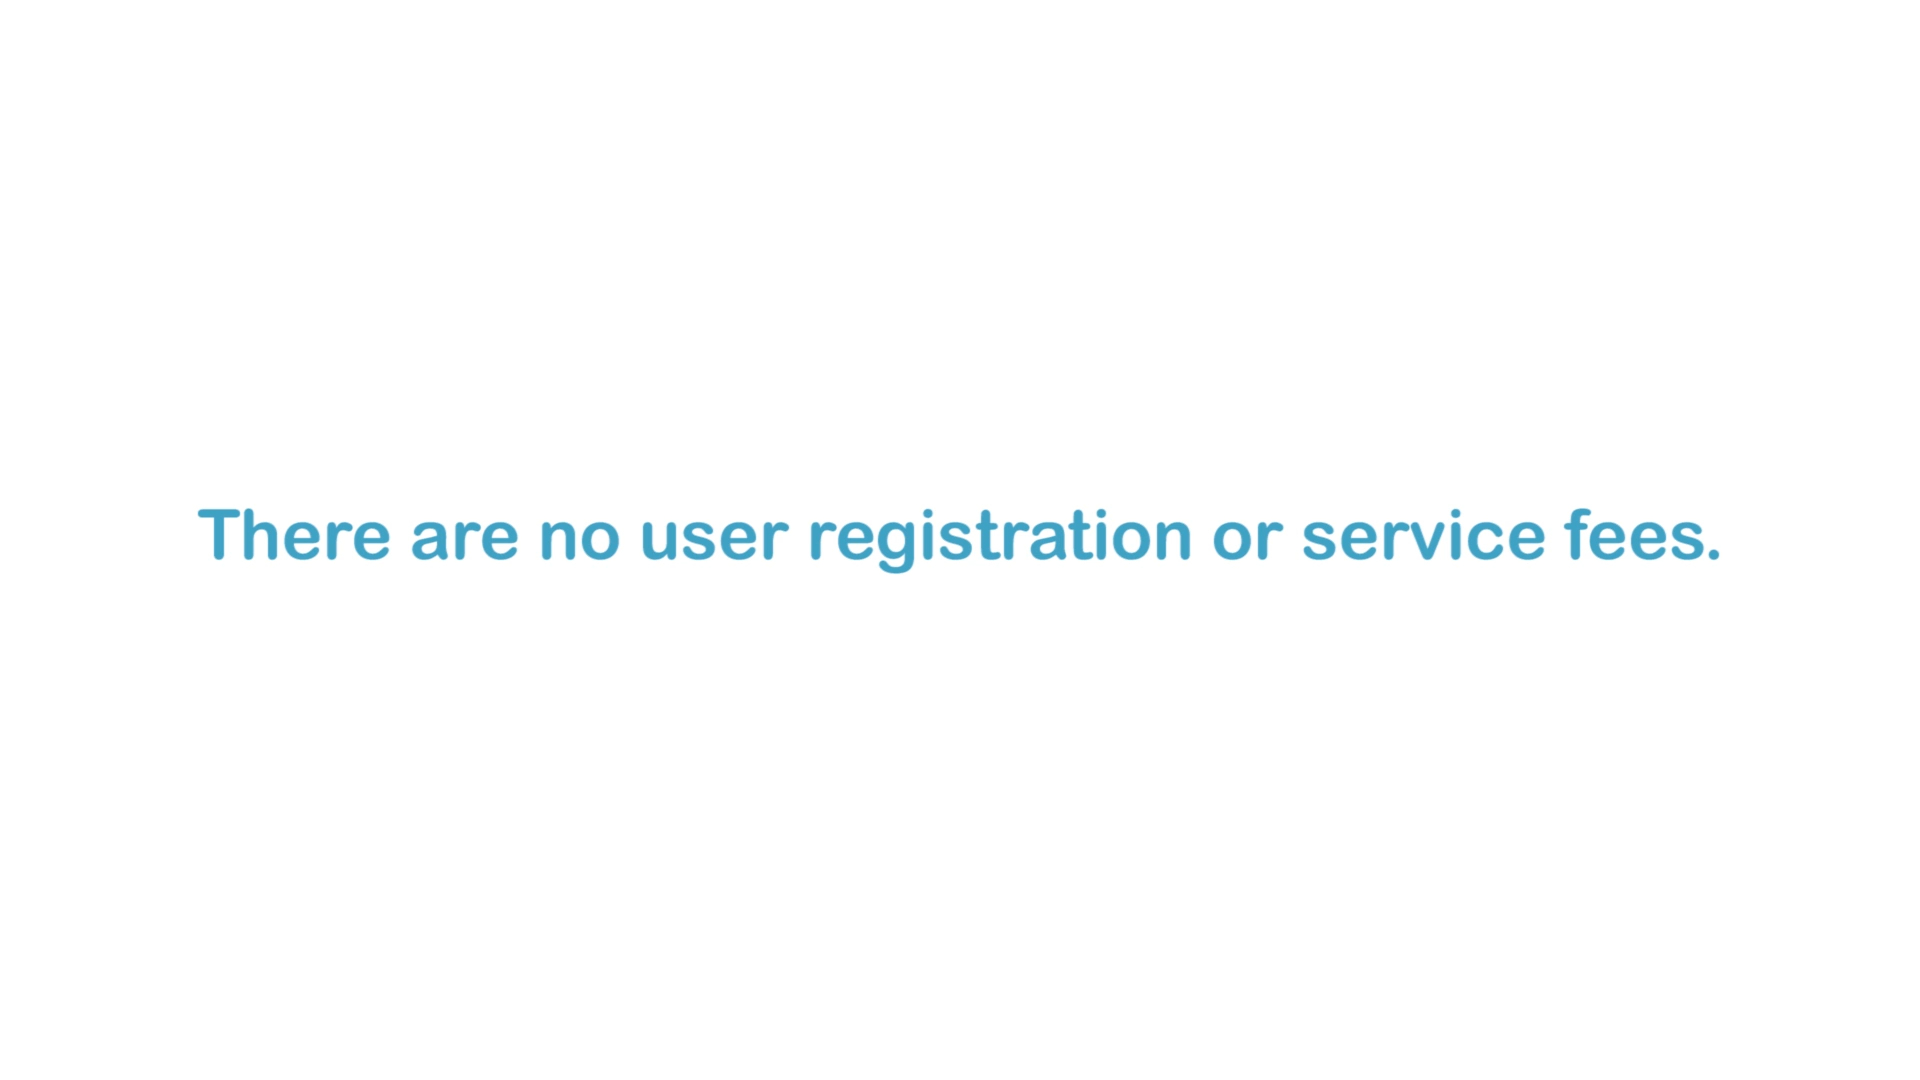 There are no user registration or service fees.